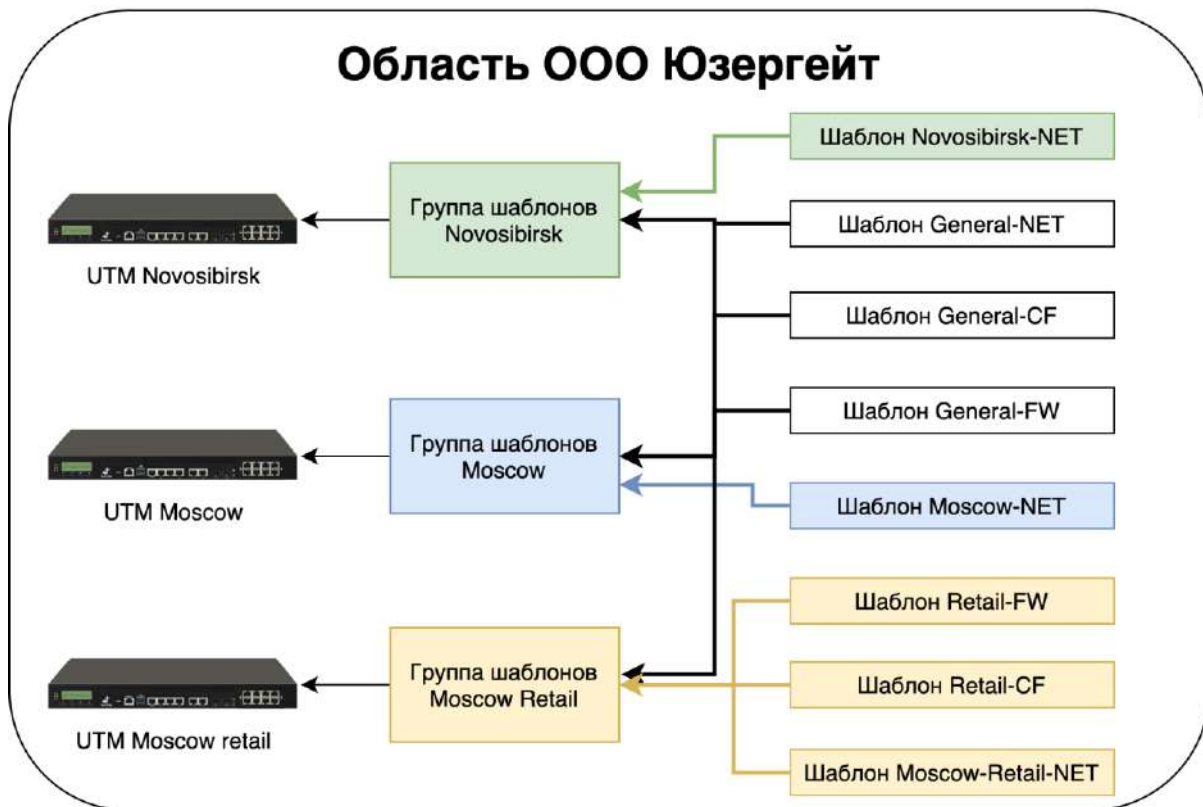 Область ООО Юзергейт
Шаблон Novosibirsk-NET
Группа шаблонов
Novosibirsk
UTM Novosibirsk
Шаблон General-NET
Шаблон General-CF
Шаблон General-FW
Группа шаблонов
Moscow
UTM Moscow
Шаблон Moscow-NET
Шаблон Retail-FW
Группа шаблонов
Moscow Retail
UTM Moscow retail
Шаблон Retail-CF
Шаблон Moscow-Retail-NET